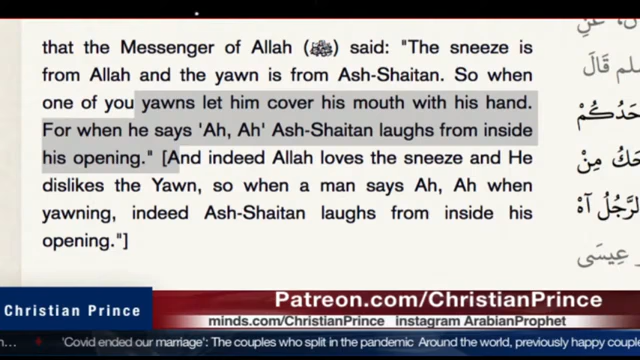 that the Messenger of Allah (ﷺ) said: "The sneeze is
from Allah and the yawn is from Ash-Shaitan. So when
one of you yawns let him cover his mouth with his hand.
For when he says 'Ah, Ah' Ash-Shaitan laughs from inside
his opening." [And indeed Allah loves the sneeze and He
dislikes the Yawn, so when a man says Ah, Ah when
yawning, indeed Ash-Shaitan laughs from inside his
opening."]
عَنِ
قَالَ
حَدُكُمْ
مِنْ
الرَّجُلُ آهْ
عِيسَى
Christian Prince
Patreon.com/ChristianPrince
minds.com/ChristianPrince instagram ArabianProphet
'Covid ended our marriage': The couples who split in the pandemic Around the world, previously happy couple